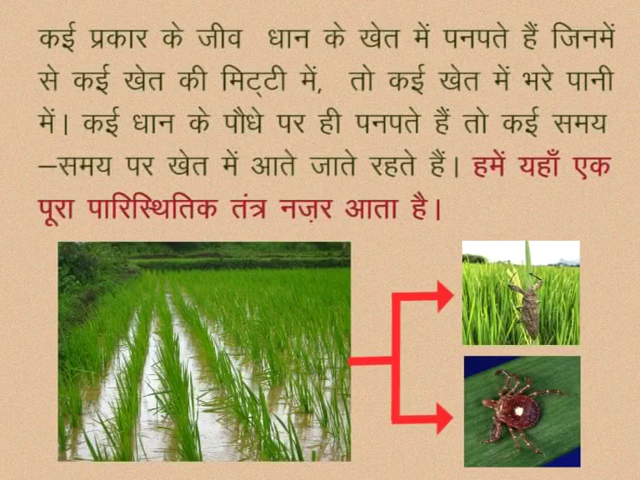 कई प्रकार के जीव धान के खेत में पनपते हैं जिनमें
से कई खेत की मिट्टी में, तो कई खेत में भरे पानी
में। कई धान के पौधे पर ही पनपते हैं तो कई समय
–समय पर खेत में आते जाते रहते हैं। हमें यहाँ एक
पूरा पारिस्थितिक तंत्र नज़र आता है।